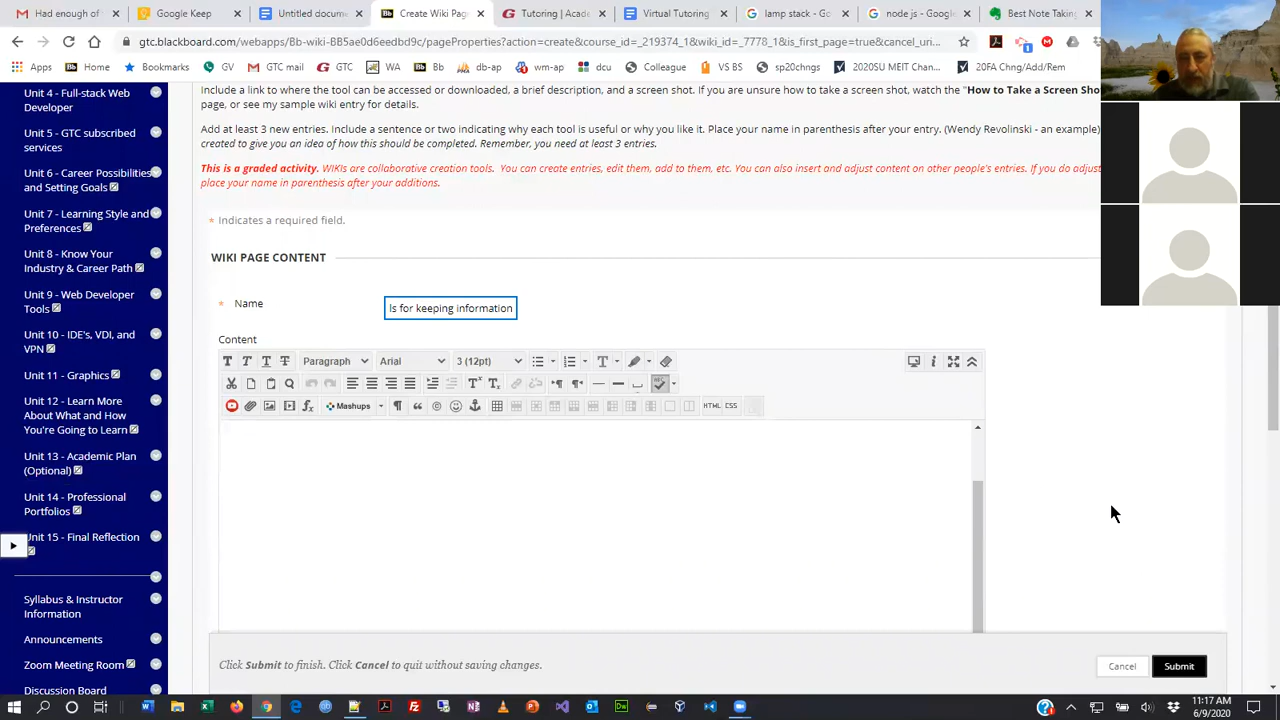 Had enough
Google Keep
Untitled docume
Create Wiki Pag
Tutoring | Acade
Virtual Tutoring
lamp stack - Go
node js - Google
Best Note Taking
gtc.blackboard.com/webapps/Bb-wiki-BB5ae0d6eedbd9c/pageProperties?action=create&course_id=_219374_1&wiki_id=_7778_1&is_first_page=true&cancel_uri...
Apps
Home
Bookmarks
GV
GTC mail
GTC
WA
Bb
db-ap
wm-ap
dcu
Colleague
VS BS
sp20chngs
2020SU MEIT Chan...
20FA Chng/Add/Rem
Unit 4 - Full-stack Web
Developer
Unit 5 - GTC subscribed
services
Unit 6 - Career Possibilities
and Setting Goals
Unit 7 - Learning Style and
Preferences
Unit 8 - Know Your
Industry & Career Path
Unit 9 - Web Developer
Tools
Unit 10 - IDE's, VDI, and
VPN
Unit 11 - Graphics
Unit 12 - Learn More
About What and How
You're Going to Learn
Unit 13 - Academic Plan
(Optional)
Unit 14 - Professional
Portfolios
Unit 15 - Final Reflection
Syllabus & Instructor
Information
Announcements
Zoom Meeting Room
Discussion Board
Include a link to where the tool can be accessed or downloaded, a brief description, and a screen shot. If you are unsure how to take a screen shot, watch the "How to Take a Screen Sho
page, or see my sample wiki entry for details.
Add at least 3 new entries. Include a sentence or two indicating why each tool is useful or why you like it. Place your name in parenthesis after your entry. (Wendy Revolinski - an example)
created to give you an idea of how this should be completed. Remember, you need at least 3 entries.
This is a graded activity. WIKIs are collaborative creation tools. You can create entries, edit them, add to them, etc. You can also insert and adjust content on other people's entries. If you do adjust
place your name in parenthesis after your additions.
* Indicates a required field.
WIKI PAGE CONTENT
* Name
ls for keeping information
Content
T T T T Paragraph Arial 3 (12pt)
Mashups
HTML CSS
Click Submit to finish. Click Cancel to quit without saving changes.
Cancel
Submit
11:17 AM
6/9/2020